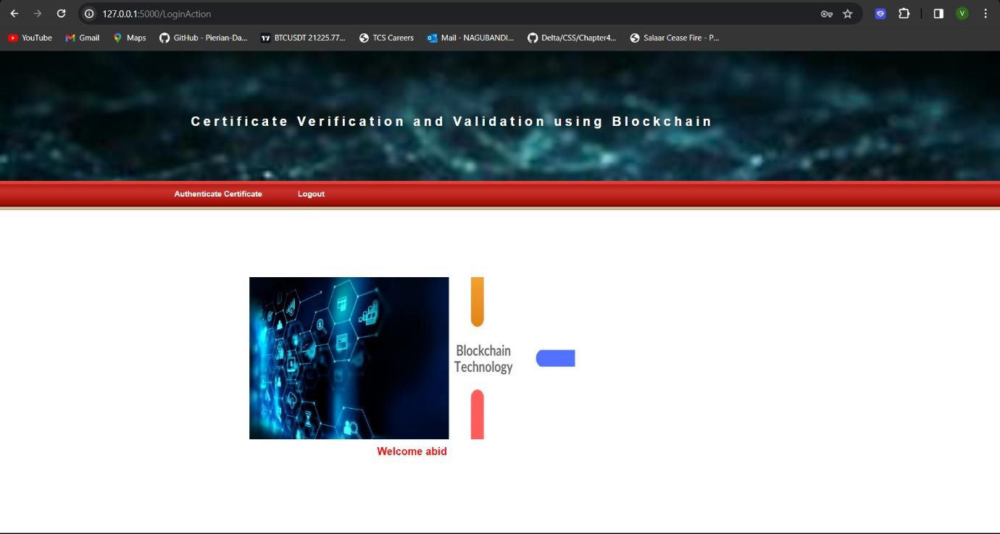 127.0.0.1:5000/LoginAction
V
YouTube Gmail Maps GitHub - Pierian-Da... BTCUSDT 21225.77... TCS Careers Mail - NAGUBANDI... Delta/CSS/Chapter4... Salaar Cease Fire - P...
Certificate Verification and Validation using Blockchain
Authenticate Certificate Logout
Blockchain
Technology
Welcome abid